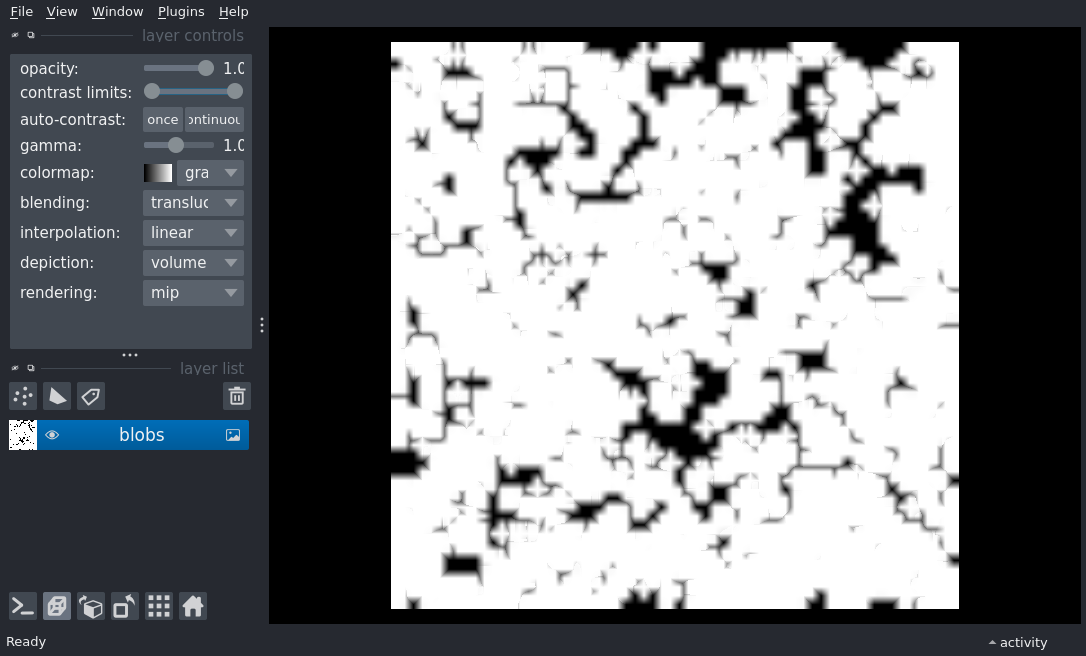 File View Window Plugins Help
layer controls
opacity: 1.0
contrast limits:
auto-contrast: once ontinuou
gamma: 1.0
colormap: gra
blending: transluc
interpolation: linear
depiction: volume
rendering: mip
layer list
blobs
Ready activity